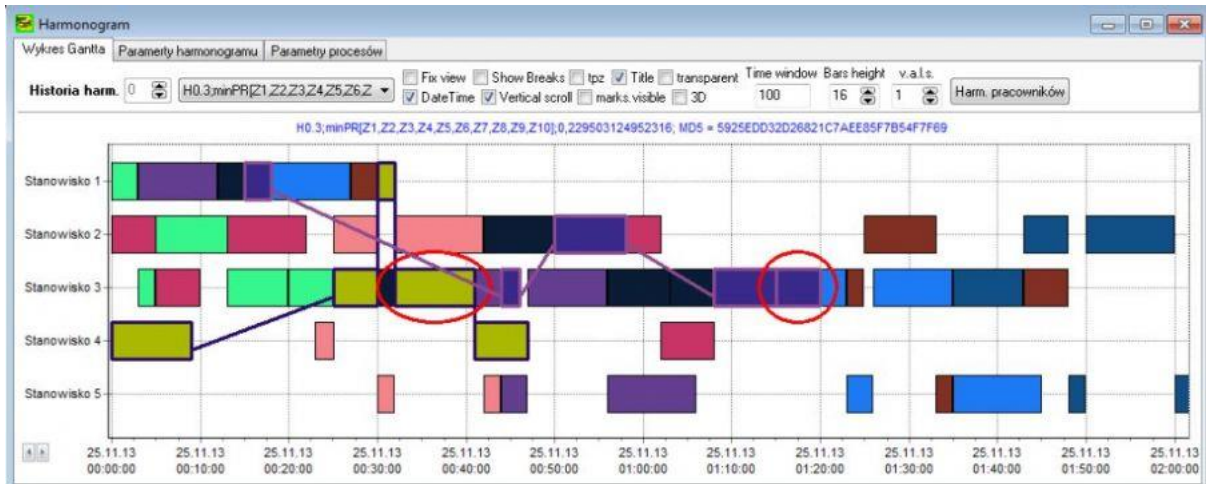 Harmonogram
Wykres Gantta Paramerty harmonogramu Parametry procesów
Historia harm. 0 H0.3;minPR[Z1,Z2,Z3,Z4,Z5,Z6,Z
Fix view Show Breaks tpz Title transparent
DateTime Vertical scroll marks.visible 3D
Time window Bars height v.a.l.s.
100 16 1 Harm. pracowników
H0.3;minPR[Z1,Z2,Z3,Z4,Z5,Z6,Z7,Z8,Z9,Z10];0,229503124952316; MD5 = 5925EDD32D26821C7AEE85F7B54F7F69
Stanowisko 1
Stanowisko 2
Stanowisko 3
Stanowisko 4
Stanowisko 5
25.11.13 25.11.13 25.11.13 25.11.13 25.11.13 25.11.13 25.11.13 25.11.13 25.11.13 25.11.13 25.11.13 25.11.13 25.11.13
00:00:00 00:10:00 00:20:00 00:30:00 00:40:00 00:50:00 01:00:00 01:10:00 01:20:00 01:30:00 01:40:00 01:50:00 02:00:00